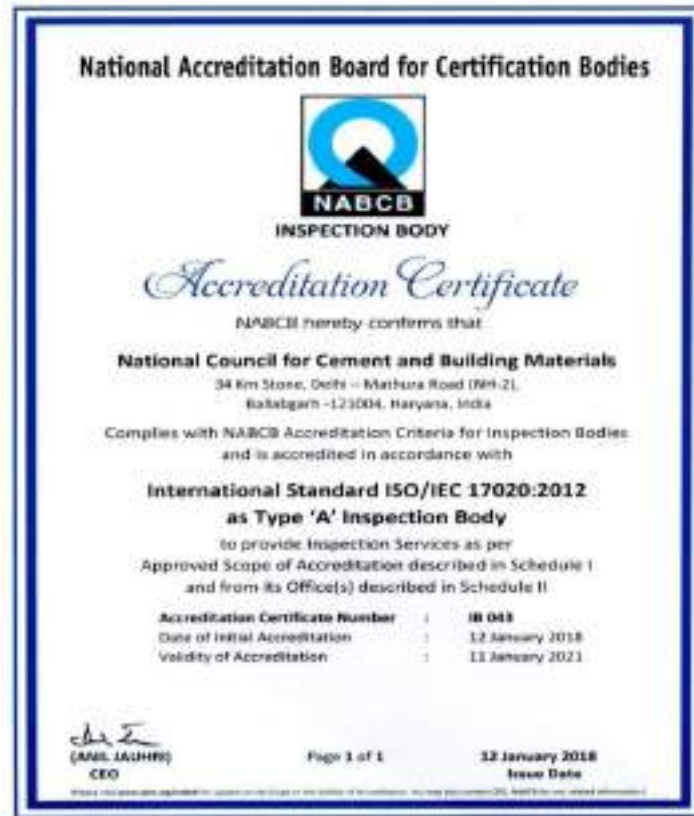 National Accreditation Board for Certification Bodies
NABCB
INSPECTION BODY
Accreditation Certificate
NABCB hereby confirms that
National Council for Cement and Building Materials
34 Km Stone, Delhi – Mathura Road (NH-2),
Ballabgarh -121004, Haryana, India
Complies with NABCB Accreditation Criteria for Inspection Bodies
and is accredited in accordance with
International Standard ISO/IEC 17020:2012
as Type 'A' Inspection Body
to provide Inspection Services as per
Approved Scope of Accreditation described in Schedule I
and from its Office(s) described in Schedule II
Accreditation Certificate Number : IB 043
Date of Initial Accreditation : 12 January 2018
Validity of Accreditation : 11 January 2021
(ANIL JAUHRI)
CEO
Page 1 of 1
12 January 2018
Issue Date